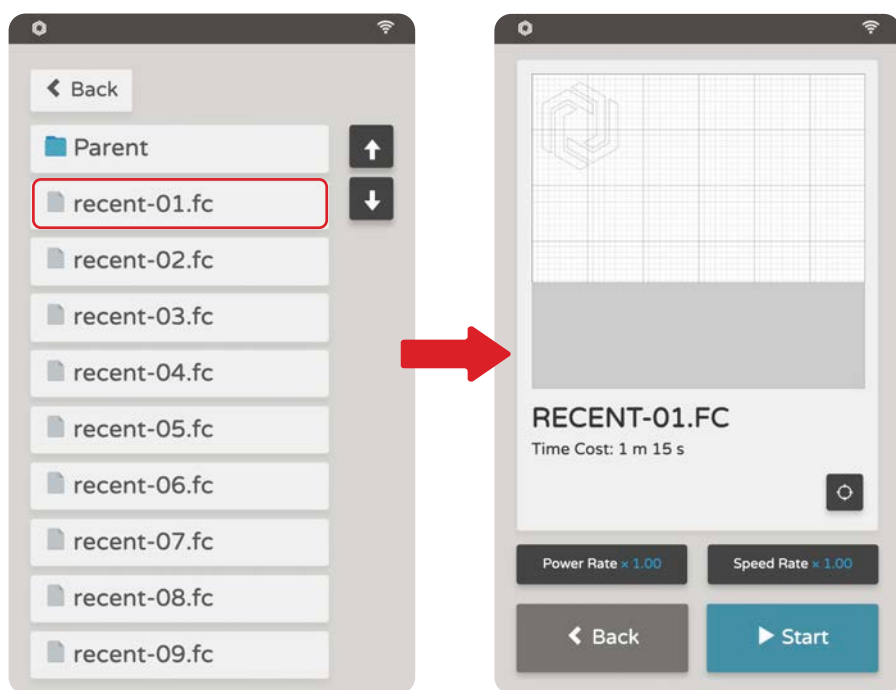 Back
Parent
recent-01.fc
recent-02.fc
recent-03.fc
recent-04.fc
recent-05.fc
recent-06.fc
recent-07.fc
recent-08.fc
recent-09.fc
RECENT-01.FC
Time Cost: 1 m 15 s
Power Rate × 1.00
Speed Rate × 1.00
Back
Start